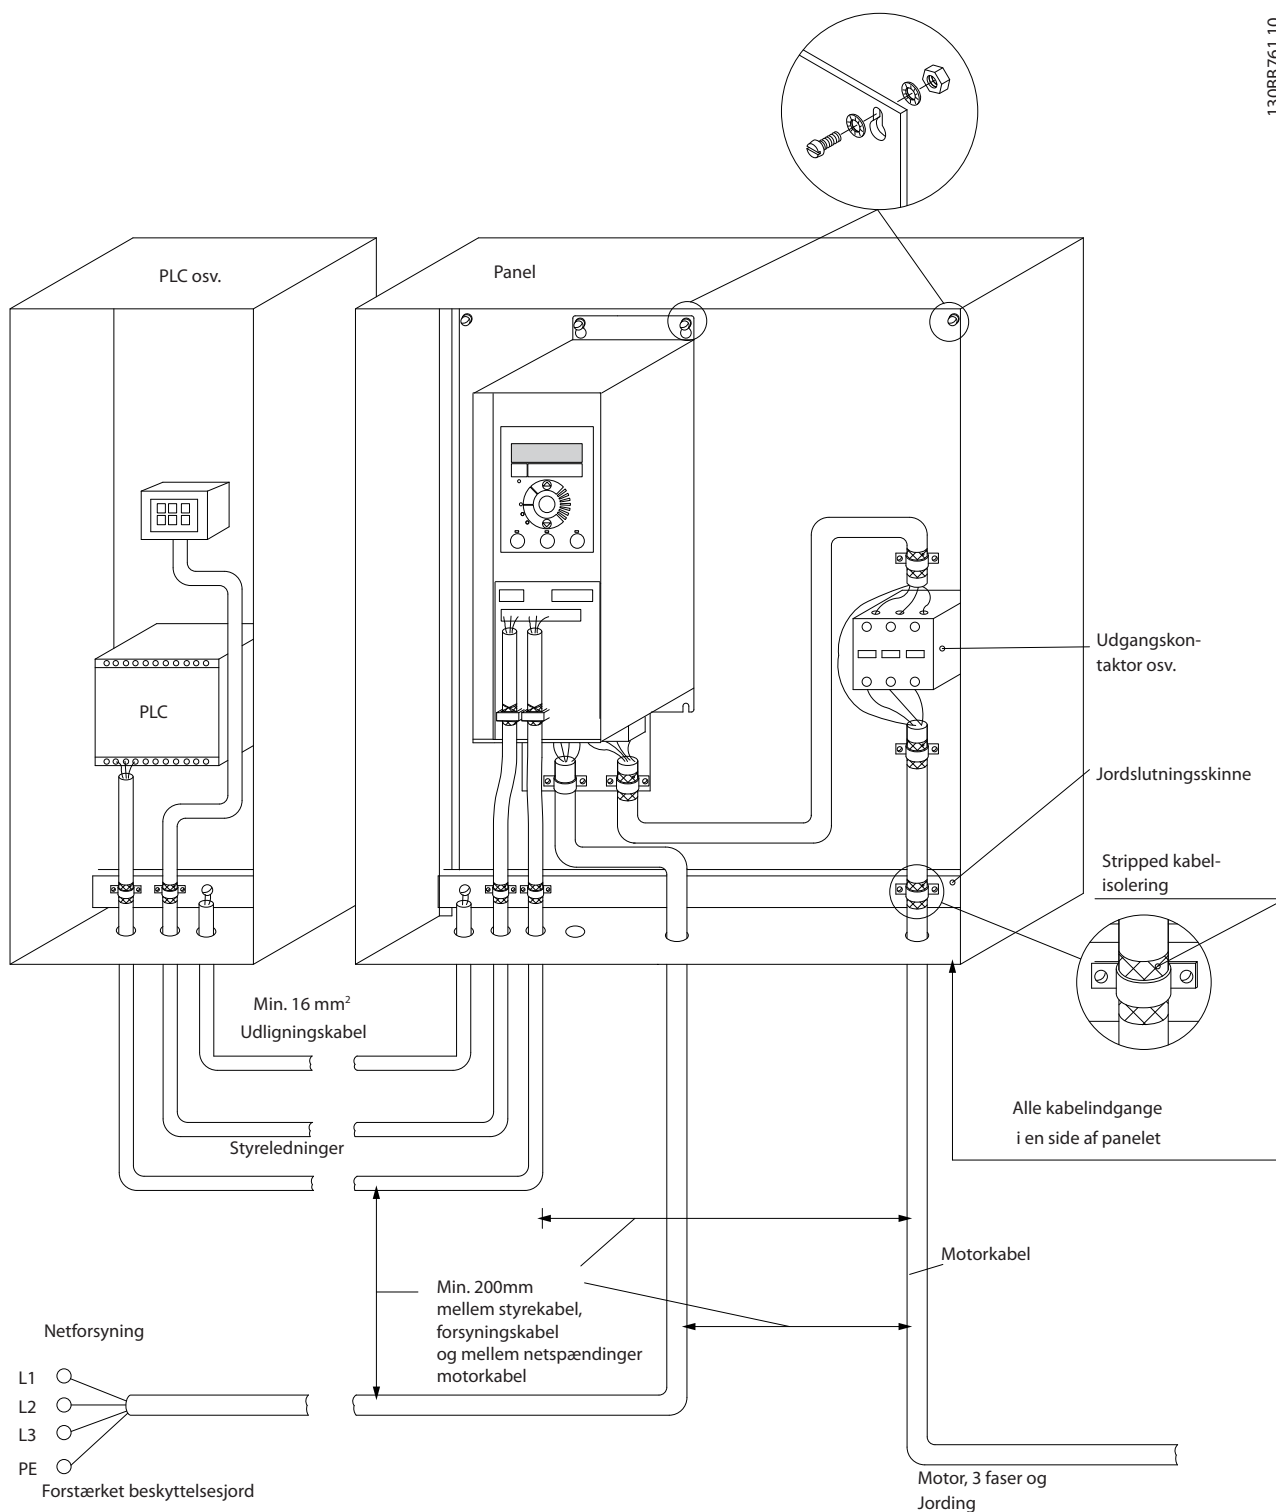 130BB761.10
PLC osv.
Panel
PLC
Udgangskon-
taktor osv.
Jordslutningsskinne
Stripped kabel-
isolering
Min. 16 mm²
Udligningskabel
Alle kabelindgange
i en side af panelet
Styreledninger
Motorkabel
Min. 200mm
mellem styrekabel,
forsyningskabel
og mellem netspændinger
motorkabel
Netforsyning
L1
L2
L3
PE
Forstærket beskyttelsesjord
Motor, 3 faser og
Jording